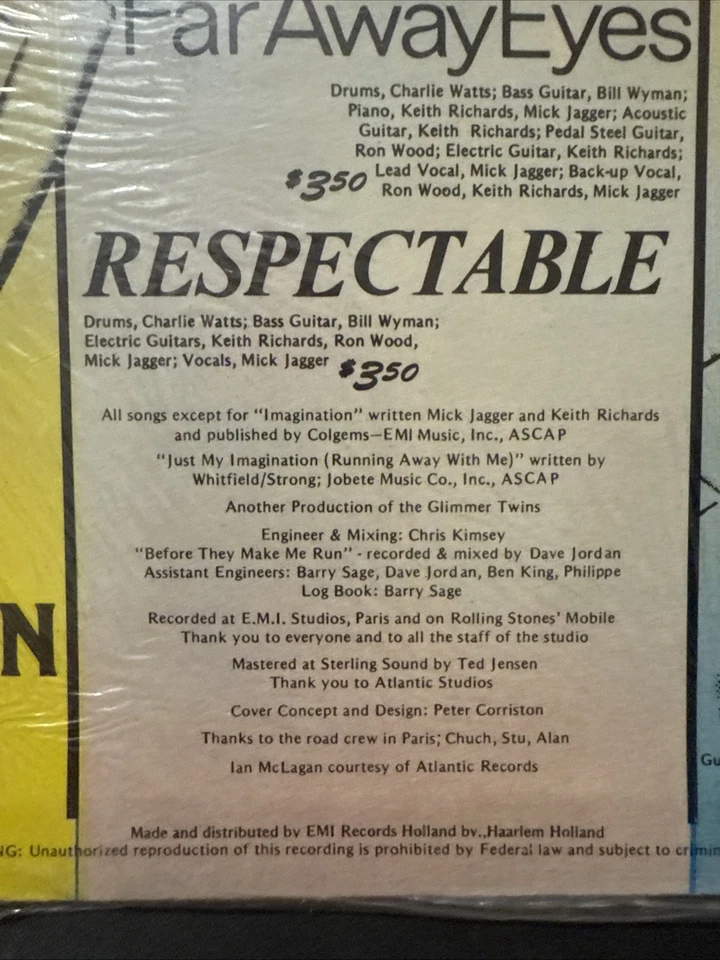 Far Away Eyes
Drums, Charlie Watts; Bass Guitar, Bill Wyman;
Piano, Keith Richards, Mick Jagger; Acoustic
Guitar, Keith Richards; Pedal Steel Guitar,
Ron Wood; Electric Guitar, Keith Richards;
$3.50 Lead Vocal, Mick Jagger; Back-up Vocal,
Ron Wood, Keith Richards, Mick Jagger
RESPECTABLE
Drums, Charlie Watts; Bass Guitar, Bill Wyman;
Electric Guitars, Keith Richards, Ron Wood,
Mick Jagger; Vocals, Mick Jagger $3.50
All songs except for "Imagination" written Mick Jagger and Keith Richards
and published by Colgems—EMI Music, Inc., ASCAP
"Just My Imagination (Running Away With Me)" written by
Whitfield/Strong; Jobete Music Co., Inc., ASCAP
Another Production of the Glimmer Twins
Engineer & Mixing: Chris Kimsey
"Before They Make Me Run" - recorded & mixed by Dave Jordan
Assistant Engineers: Barry Sage, Dave Jordan, Ben King, Philippe
Log Book: Barry Sage
Recorded at E.M.I. Studios, Paris and on Rolling Stones' Mobile
Thank you to everyone and to all the staff of the studio
N
Mastered at Sterling Sound by Ted Jensen
Thank you to Atlantic Studios
Cover Concept and Design: Peter Corriston
Thanks to the road crew in Paris; Chuch, Stu, Alan
Gu
Ian McLagan courtesy of Atlantic Records
Made and distributed by EMI Records Holland bv., Haarlem Holland
NG: Unauthorized reproduction of this recording is prohibited by Federal law and subject to crimin